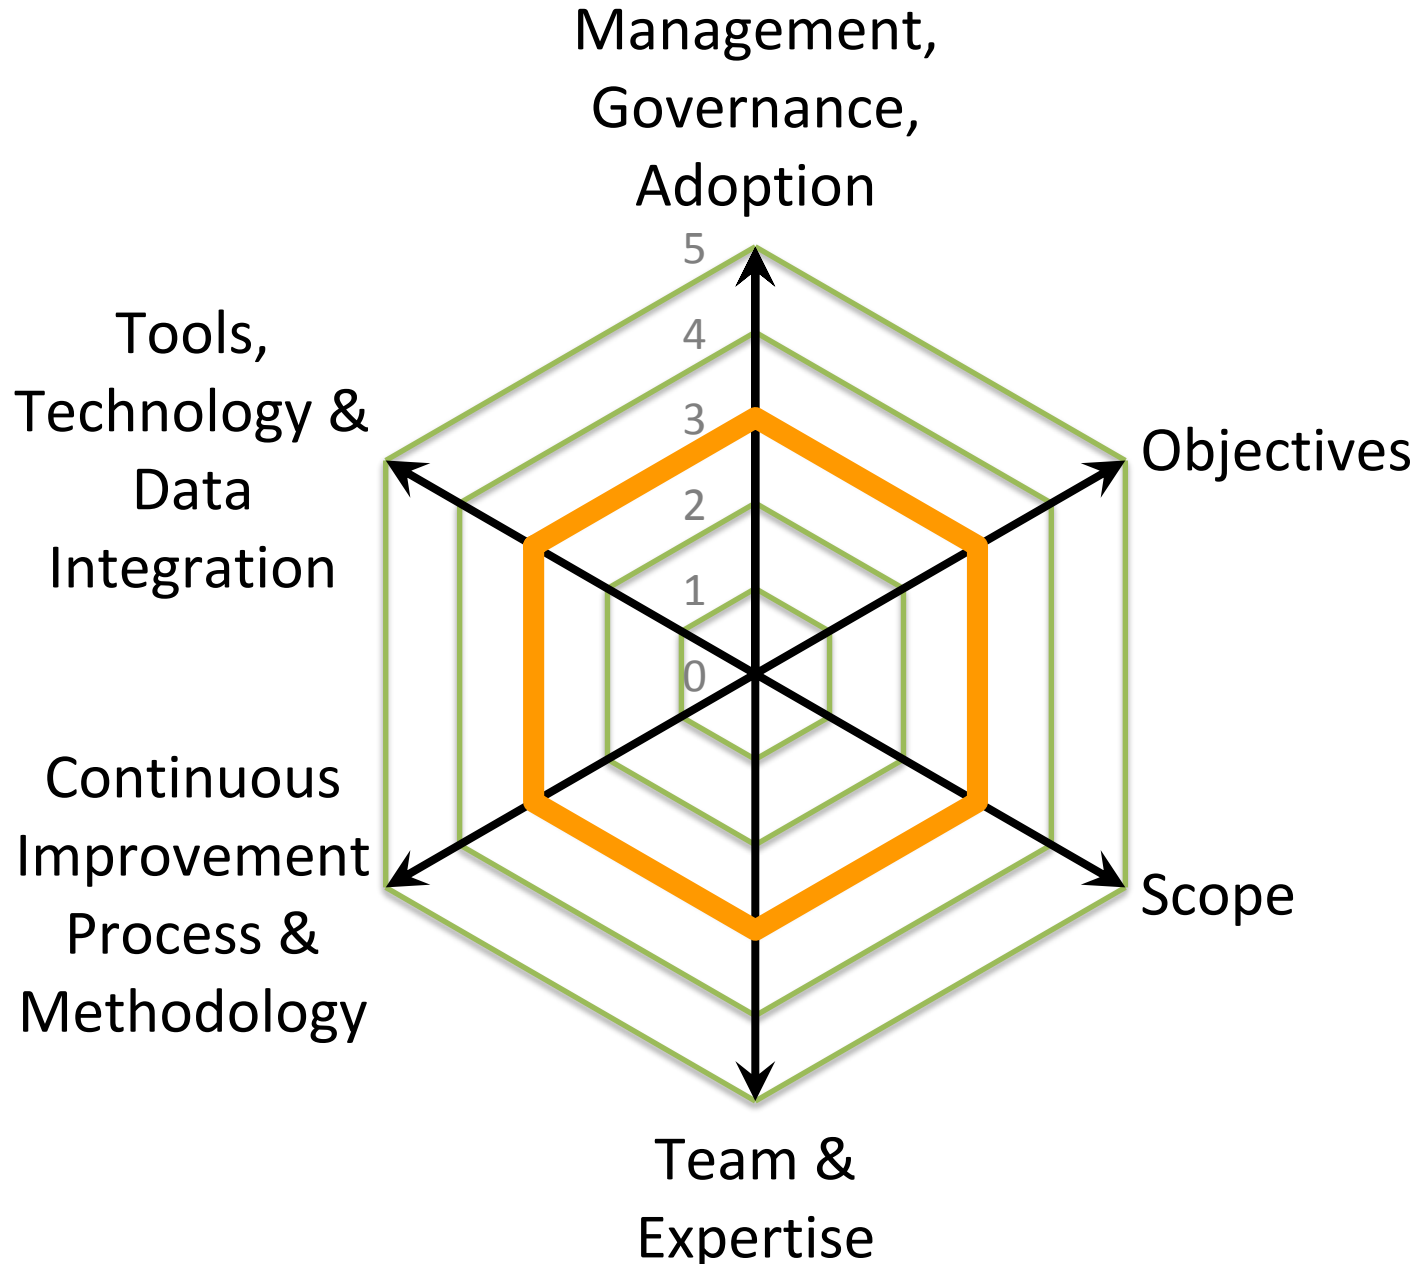 Management,
Governance,
Adoption
5
4
3
2
1
0
Tools,
Technology &
Data
Integration
Objectives
Continuous
Improvement
Process &
Methodology
Scope
Team &
Expertise